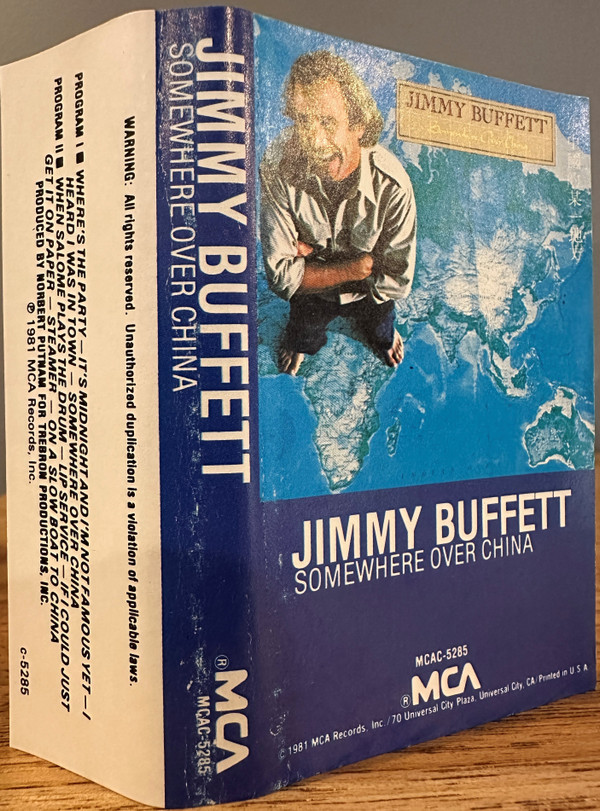 WARNING: All rights reserved. Unauthorized duplication is a violation of applicable laws.
PROGRAM I ■ WHERE'S THE PARTY — IT'S MIDNIGHT AND I'M NOT FAMOUS YET — I
HEARD I WAS IN TOWN — SOMEWHERE OVER CHINA
PROGRAM II ■ WHEN SALOME PLAYS THE DRUM — LIP SERVICE — IF I COULD JUST
GET IT ON PAPER — STEAMER — ON A SLOW BOAT TO CHINA
PRODUCED BY NORBERT PUTNAM FOR TREBRON PRODUCTIONS, INC.
℗ 1981 MCA Records, Inc.
C-5285
JIMMY BUFFETT
SOMEWHERE OVER CHINA
®MCA
MCAC-5285
JIMMY BUFFETT
Somewhere Over China
JIMMY BUFFETT
SOMEWHERE OVER CHINA
MCAC-5285
®MCA
1981 MCA Records, Inc./70 Universal City Plaza, Universal City, CA/Printed in U S A